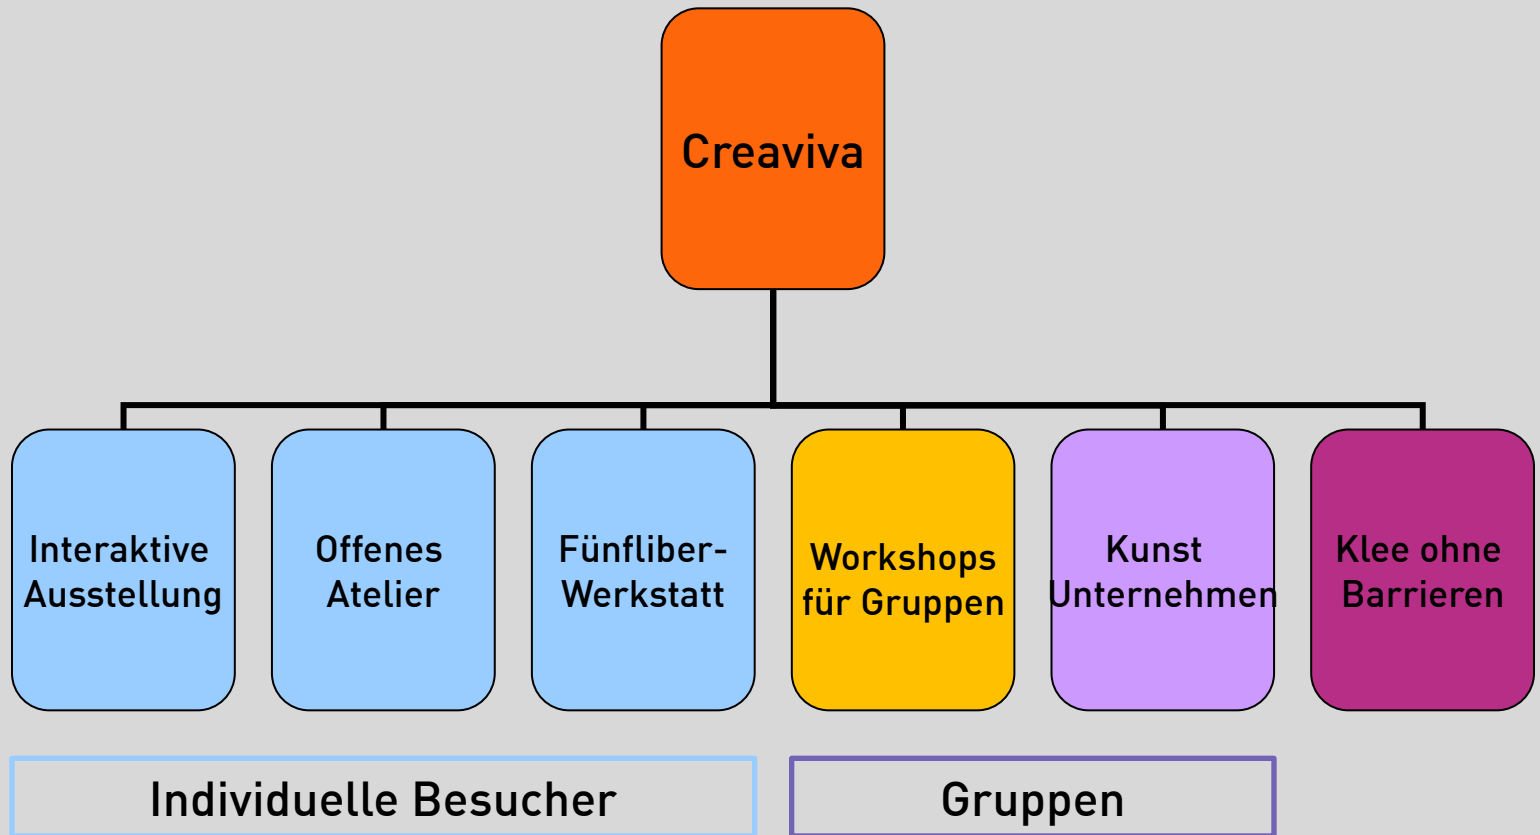 Creaviva
Interaktive
Ausstellung
Offenes
Atelier
Fünfliber-
Werkstatt
Workshops
für Gruppen
Kunst
Unternehmen
Klee ohne
Barrieren
Individuelle Besucher
Gruppen